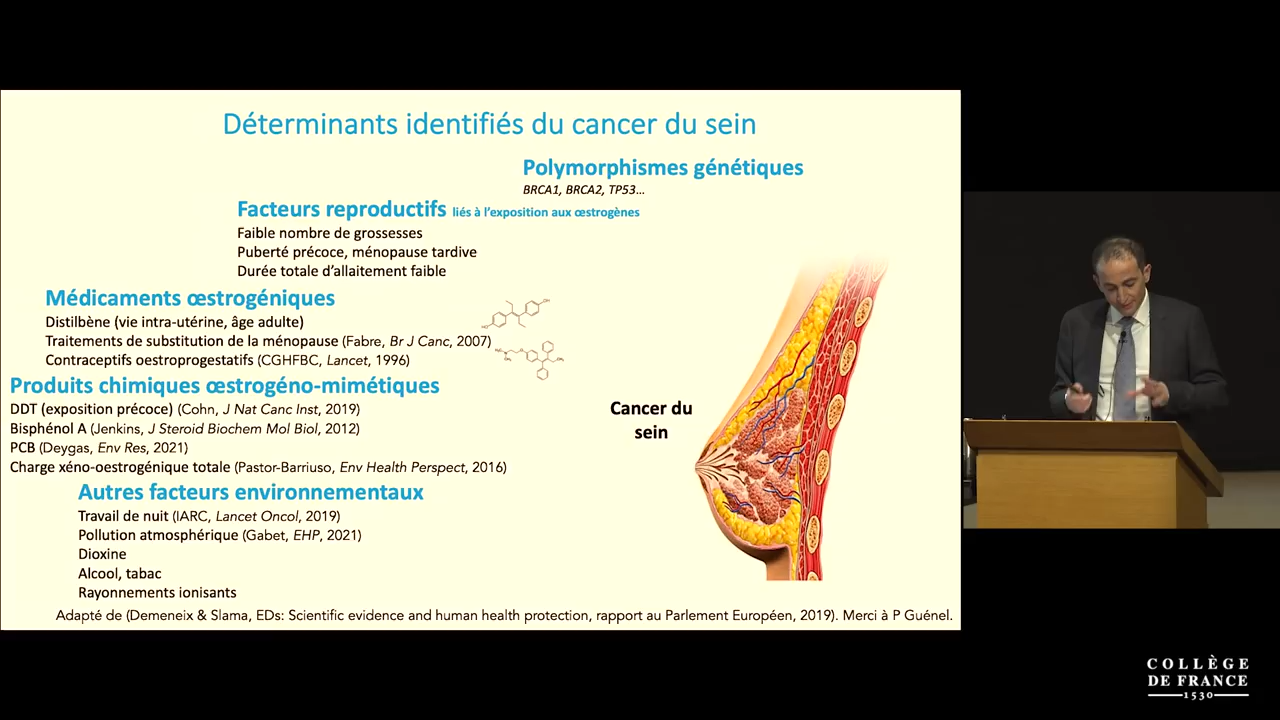 Déterminants identifiés du cancer du sein
Polymorphismes génétiques
BRCA1, BRCA2, TP53...
Facteurs reproductifs liés à l'exposition aux œstrogènes
Faible nombre de grossesses
Puberté précoce, ménopause tardive
Durée totale d'allaitement faible
Médicaments œstrogéniques
Distilbène (vie intra-utérine, âge adulte)
Traitements de substitution de la ménopause (Fabre, Br J Canc, 2007)
Contraceptifs oestroprogestatifs (CGHFBC, Lancet, 1996)
Produits chimiques œstrogéno-mimétiques
DDT (exposition précoce) (Cohn, J Nat Canc Inst, 2019)
Bisphénol A (Jenkins, J Steroid Biochem Mol Biol, 2012)
PCB (Deygas, Env Res, 2021)
Charge xéno-oestrogénique totale (Pastor-Barriuso, Env Health Perspect, 2016)
Autres facteurs environnementaux
Travail de nuit (IARC, Lancet Oncol, 2019)
Pollution atmosphérique (Gabet, EHP, 2021)
Dioxine
Alcool, tabac
Rayonnements ionisants
Cancer du
sein
Adapté de (Demeneix & Slama, EDs: Scientific evidence and human health protection, rapport au Parlement Européen, 2019). Merci à P Guénel.
COLLÈGE
DE FRANCE
1530